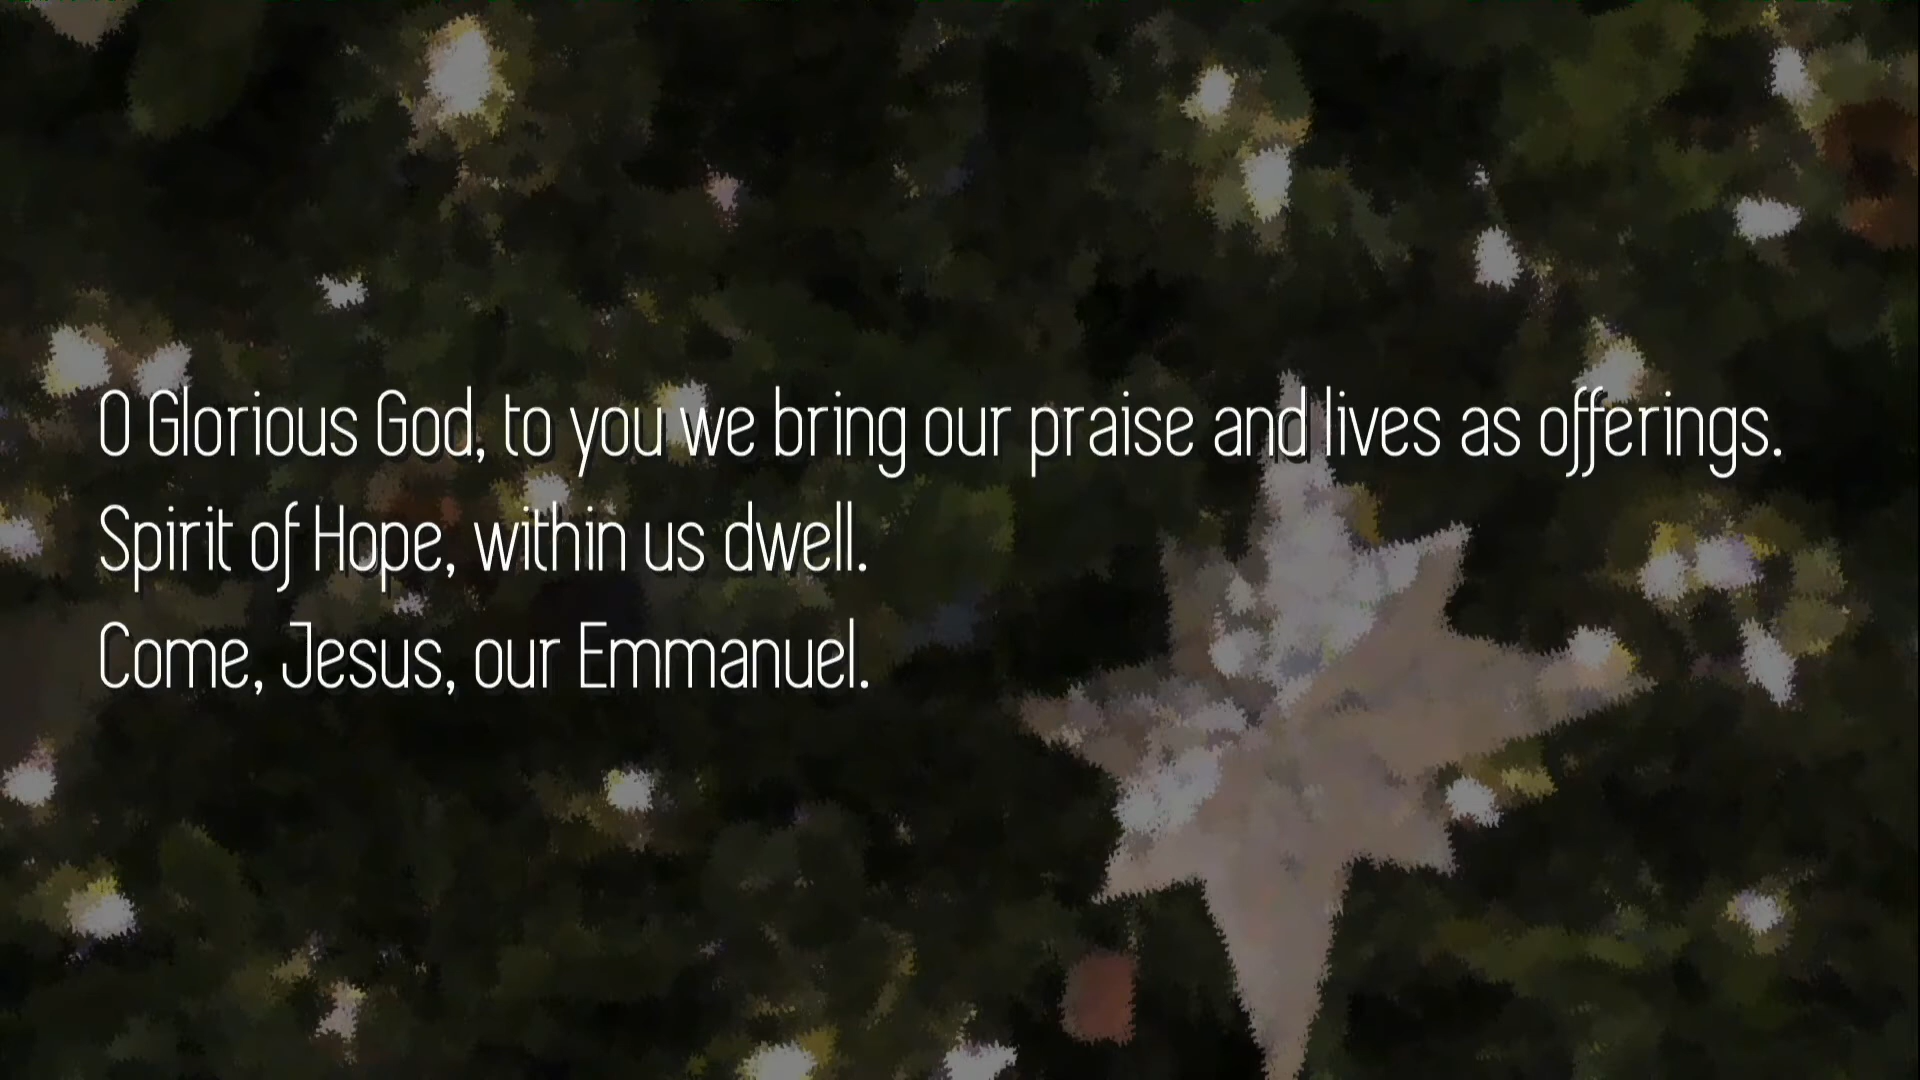 O Glorious God, to you we bring our praise and lives as offerings.
Spirit of Hope, within us dwell.
Come, Jesus, our Emmanuel.